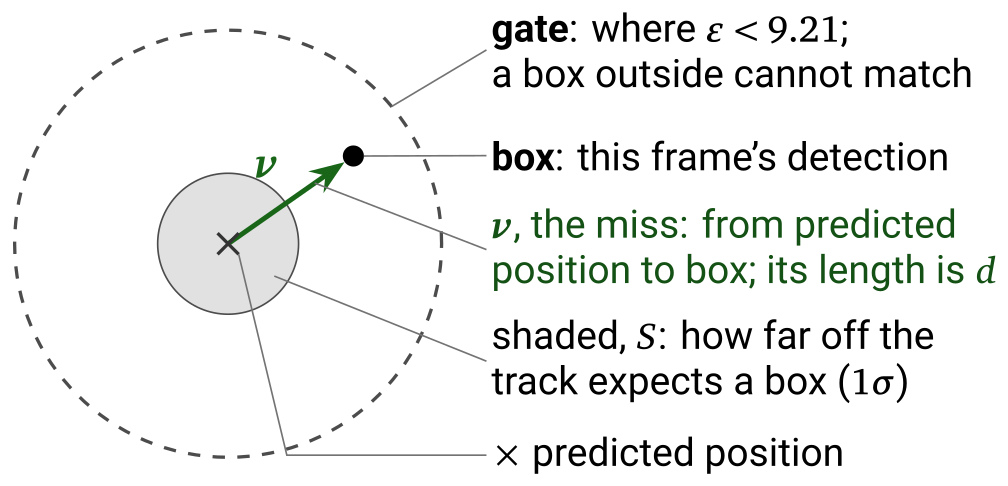 gate: where ε < 9.21;
a box outside cannot match
ν
box: this frame’s detection
ν, the miss: from predicted
position to box; its length is d
shaded, S: how far off the
track expects a box (1σ)
× predicted position